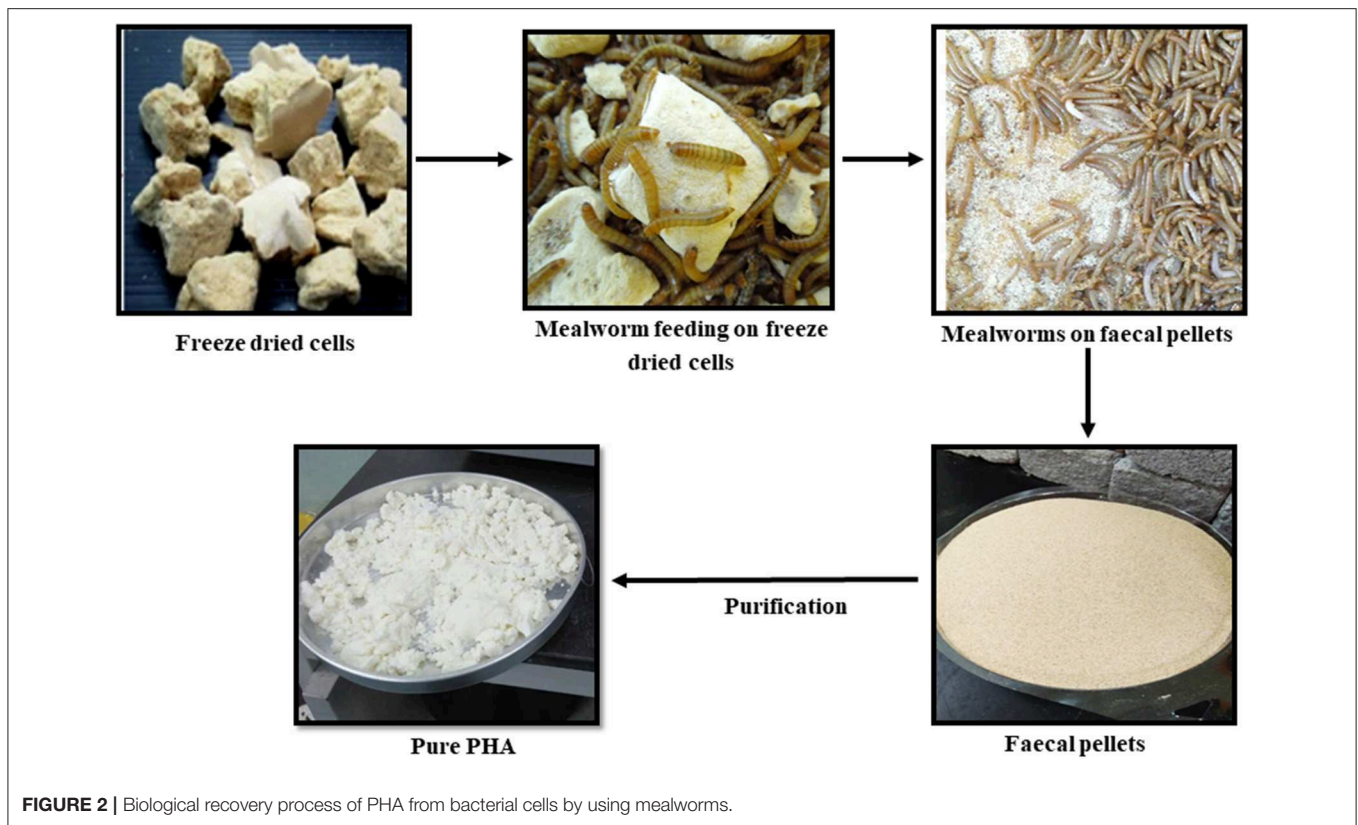 Freeze dried cells
Mealworm feeding on freeze
dried cells
Mealworms on faecal pellets
Purification
Pure PHA
Faecal pellets
FIGURE 2 | Biological recovery process of PHA from bacterial cells by using mealworms.